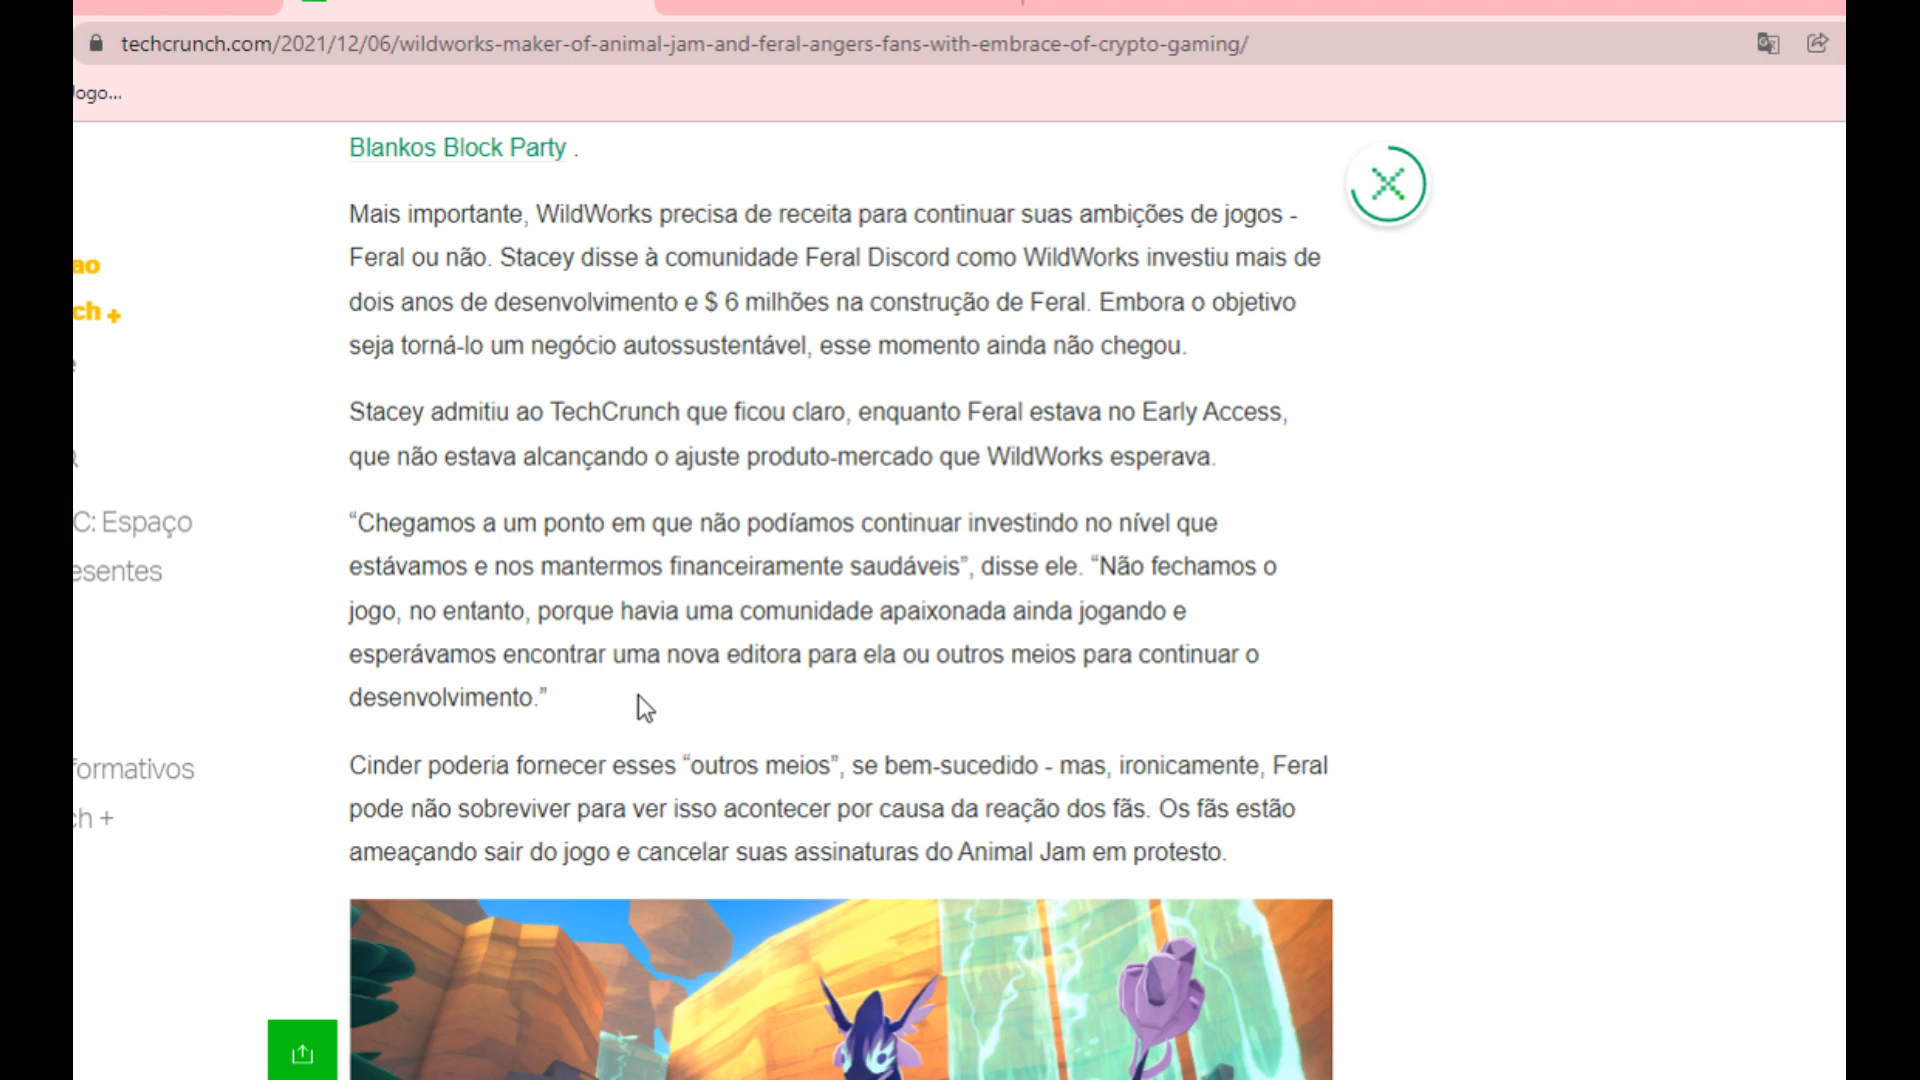 techcrunch.com/2021/12/06/wildworks-maker-of-animal-jam-and-feral-angers-fans-with-embrace-of-crypto-gaming/
ogo...
Blankos Block Party .
Mais importante, WildWorks precisa de receita para continuar suas ambições de jogos -
Feral ou não. Stacey disse à comunidade Feral Discord como WildWorks investiu mais de
dois anos de desenvolvimento e $ 6 milhões na construção de Feral. Embora o objetivo
seja torná-lo um negócio autossustentável, esse momento ainda não chegou.
Stacey admitiu ao TechCrunch que ficou claro, enquanto Feral estava no Early Access,
que não estava alcançando o ajuste produto-mercado que WildWorks esperava.
“Chegamos a um ponto em que não podíamos continuar investindo no nível que
estávamos e nos mantermos financeiramente saudáveis”, disse ele. “Não fechamos o
jogo, no entanto, porque havia uma comunidade apaixonada ainda jogando e
esperávamos encontrar uma nova editora para ela ou outros meios para continuar o
desenvolvimento.”
Cinder poderia fornecer esses “outros meios”, se bem-sucedido - mas, ironicamente, Feral
pode não sobreviver para ver isso acontecer por causa da reação dos fãs. Os fãs estão
ameaçando sair do jogo e cancelar suas assinaturas do Animal Jam em protesto.
ao
ch +
C: Espaço
esentes
formativos
ch +